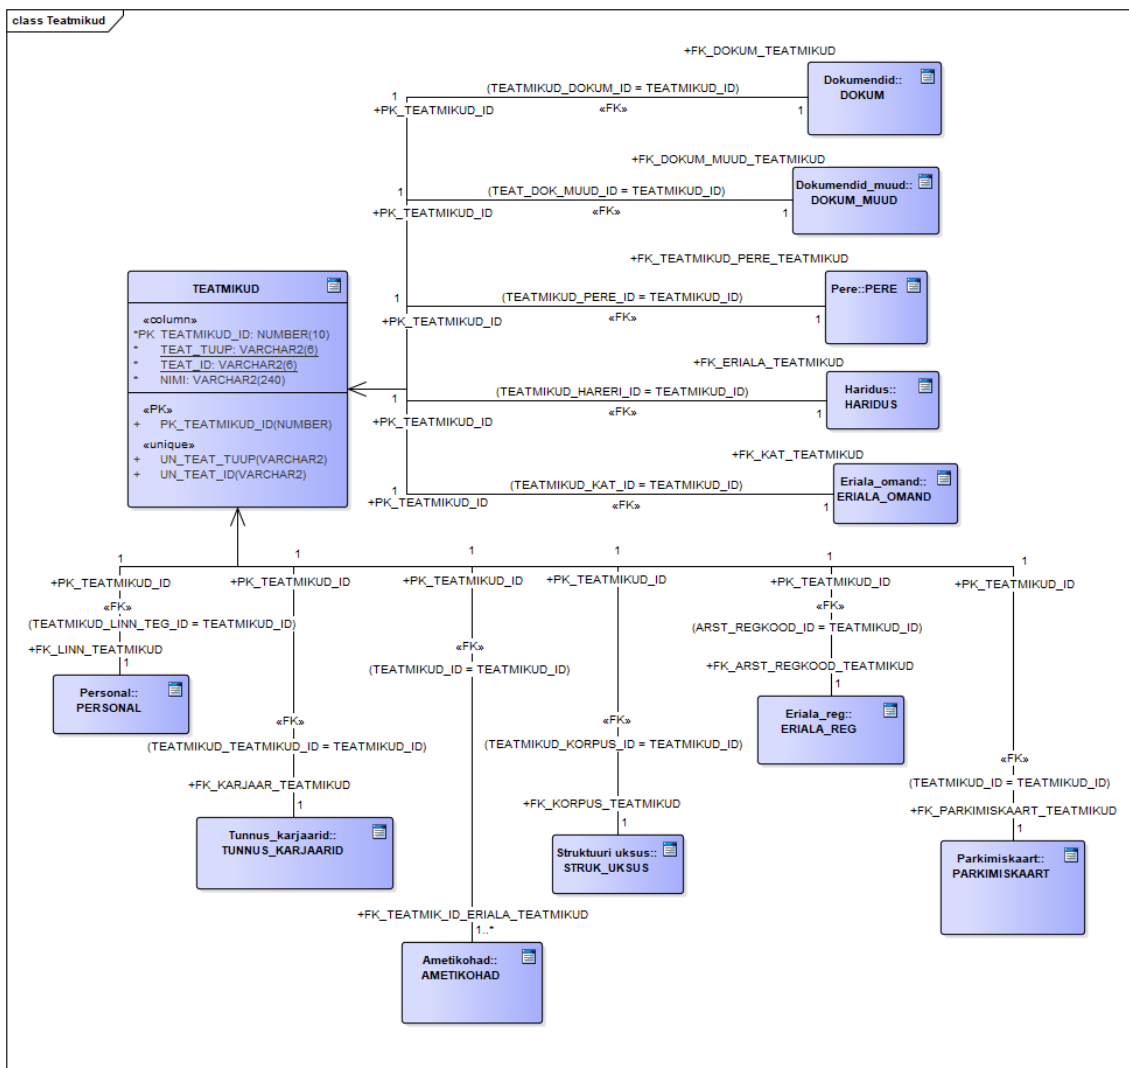 class Teatmikud
+FK_DOKUM_TEATMIKUD
Dokumendid::
DOKUM
(TEATMIKUD_DOKUM_ID = TEATMIKUD_ID)
1
+PK_TEATMIKUD_ID
«FK»
1
+FK_DOKUM_MUUD_TEATMIKUD
Dokumendid_muud::
DOKUM_MUUD
(TEAT_DOK_MUUD_ID = TEATMIKUD_ID)
1
+PK_TEATMIKUD_ID
«FK»
1
+FK_TEATMIKUD_PERE_TEATMIKUD
Pere::PERE
(TEATMIKUD_PERE_ID = TEATMIKUD_ID)
1
+PK_TEATMIKUD_ID
«FK»
1
TEATMIKUD
«column»
*PK TEATMIKUD_ID: NUMBER(10)
* TEAT_TUUP: VARCHAR2(6)
* TEAT_ID: VARCHAR2(6)
* NIMI: VARCHAR2(240)
«PK»
+ PK_TEATMIKUD_ID(NUMBER)
«unique»
+ UN_TEAT_TUUP(VARCHAR2)
+ UN_TEAT_ID(VARCHAR2)
+FK_ERIALA_TEATMIKUD
Haridus::
HARIDUS
(TEATMIKUD_HARERI_ID = TEATMIKUD_ID)
1
+PK_TEATMIKUD_ID
«FK»
1
+FK_KAT_TEATMIKUD
Eriala_omand::
ERIALA_OMAND
(TEATMIKUD_KAT_ID = TEATMIKUD_ID)
1
+PK_TEATMIKUD_ID
«FK»
1
1
+PK_TEATMIKUD_ID
«FK»
(TEATMIKUD_LINN_TEG_ID = TEATMIKUD_ID)
+FK_LINN_TEATMIKUD
1
Personal::
PERSONAL
1
+PK_TEATMIKUD_ID
«FK»
(TEATMIKUD_TEATMIKUD_ID = TEATMIKUD_ID)
+FK_KARJAAR_TEATMIKUD
1
Tunnus_karjaarid::
TUNNUS_KARJAARID
1
+PK_TEATMIKUD_ID
«FK»
(TEATMIKUD_ID = TEATMIKUD_ID)
+FK_TEATMIK_ID_ERIALA_TEATMIKUD
1..*
Ametikohad::
AMETIKOHAD
1
+PK_TEATMIKUD_ID
«FK»
(TEATMIKUD_KORPUS_ID = TEATMIKUD_ID)
+FK_KORPUS_TEATMIKUD
1
Struktuuri uksus::
STRUK_UKSUS
1
+PK_TEATMIKUD_ID
«FK»
(ARST_REGKOOD_ID = TEATMIKUD_ID)
+FK_ARST_REGKOOD_TEATMIKUD
1
Eriala_reg::
ERIALA_REG
1
+PK_TEATMIKUD_ID
«FK»
(TEATMIKUD_ID = TEATMIKUD_ID)
+FK_PARKIMISKAART_TEATMIKUD
1
Parkimiskaart::
PARKIMISKAART